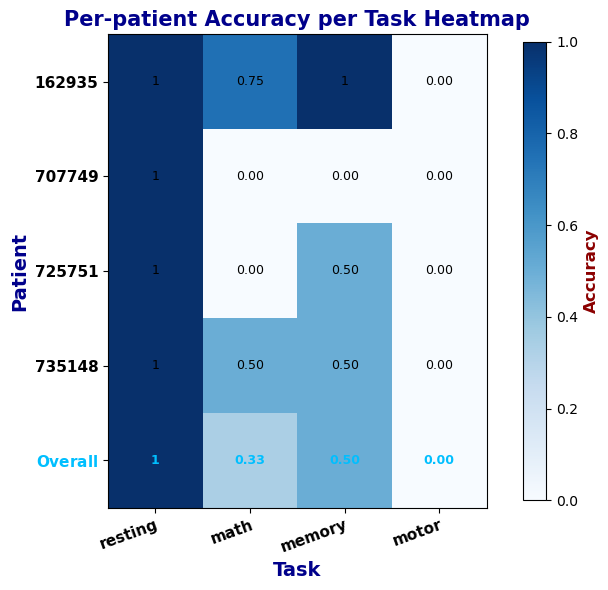 Per-patient Accuracy per Task Heatmap
162935 1 0.75 1 0.00
707749 1 0.00 0.00 0.00
725751 1 0.00 0.50 0.00
735148 1 0.50 0.50 0.00
Overall 1 0.33 0.50 0.00
resting math memory motor
Task
Patient
1.0
0.8
0.6
0.4
0.2
0.0
Accuracy